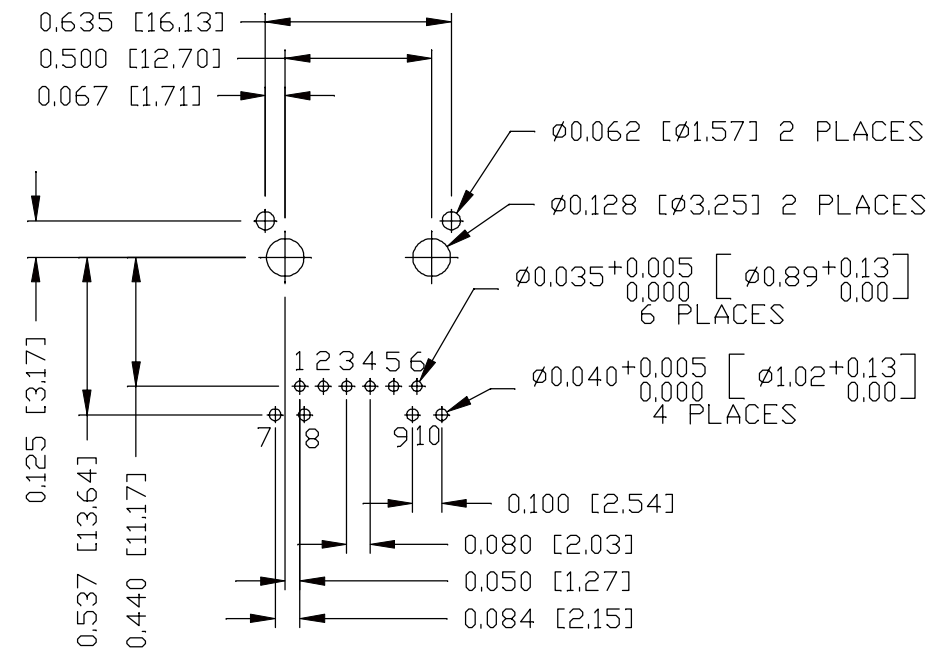 0.635 [16.13]
0.500 [12.70]
0.067 [1.71]
Ø0.062 [Ø1.57] 2 PLACES
Ø0.128 [Ø3.25] 2 PLACES
Ø0.035+0.005 [ Ø0.89+0.13 ]
0.000 0.00
6 PLACES
1 2 3 4 5 6
Ø0.040+0.005 [ Ø1.02+0.13 ]
0.000 0.00
4 PLACES
7 8 9 10
0.125 [3.17]
0.537 [13.64]
0.440 [11.17]
0.100 [2.54]
0.080 [2.03]
0.050 [1.27]
0.084 [2.15]